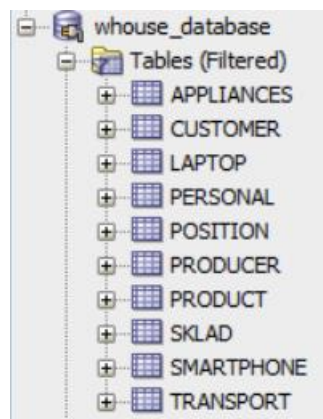 whouse_database
Tables (Filtered)
APPLIANCES
CUSTOMER
LAPTOP
PERSONAL
POSITION
PRODUCER
PRODUCT
SKLAD
SMARTPHONE
TRANSPORT